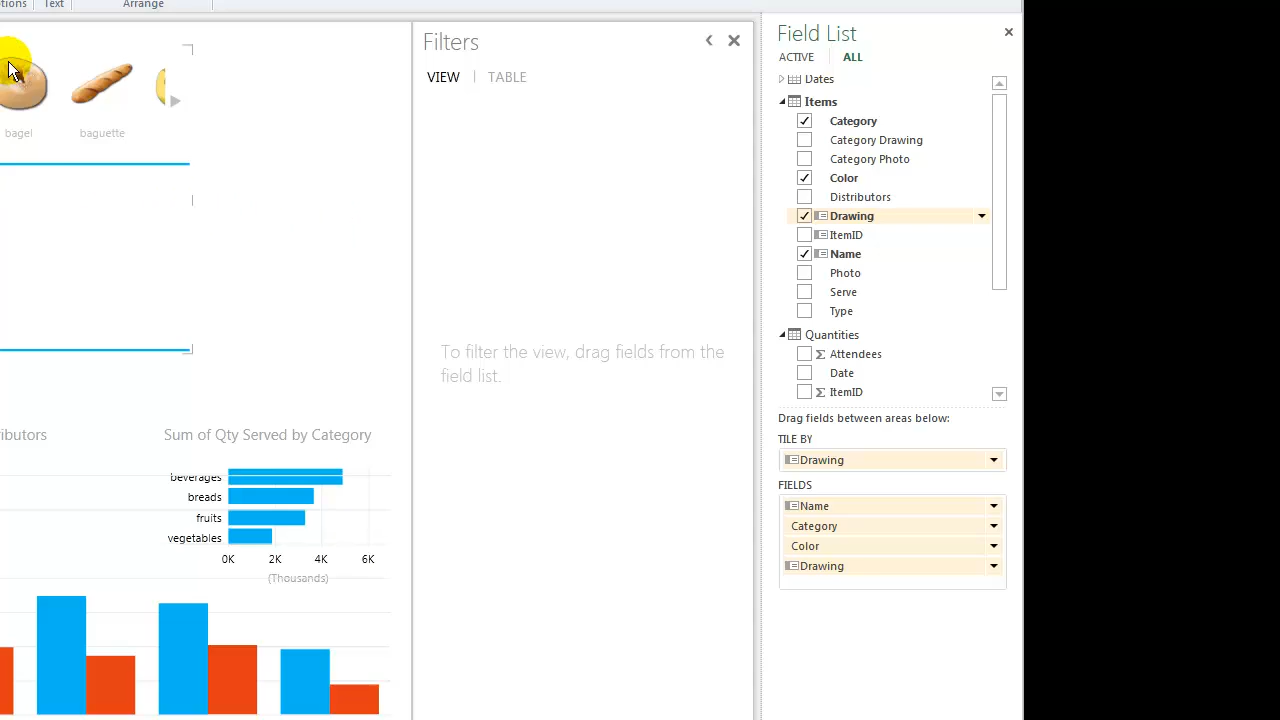 tions
Text
Arrange
bagel
baguette
ributors
Sum of Qty Served by Category
beverages
breads
fruits
vegetables
0K 2K 4K 6K
(Thousands)
Filters
VIEW | TABLE
To filter the view, drag fields from the
field list.
Field List
ACTIVE ALL
Dates
Items
Category
Category Drawing
Category Photo
Color
Distributors
Drawing
ItemID
Name
Photo
Serve
Type
Quantities
Σ Attendees
Date
Σ ItemID
Drag fields between areas below:
TILE BY
Drawing
FIELDS
Name
Category
Color
Drawing